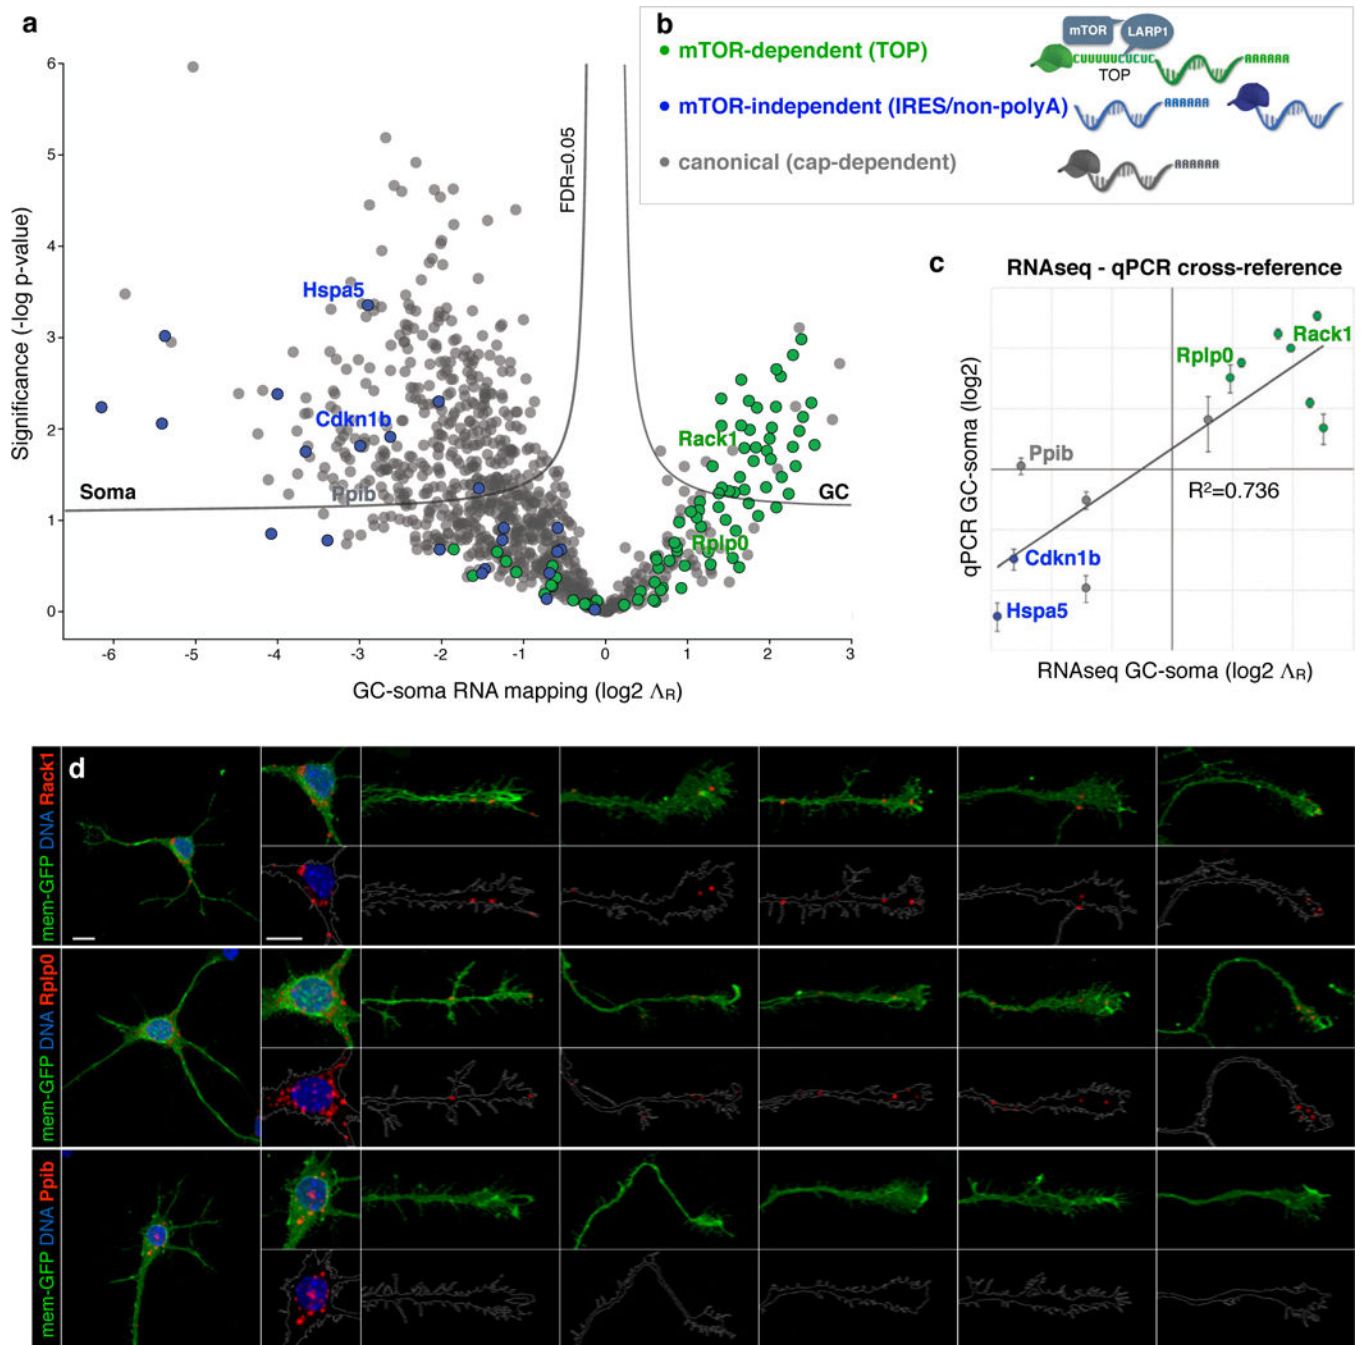 a
Significance (-log p-value)
6
5
4
3
2
1
0
-6
-5
-4
-3
-2
-1
0
1
2
3
GC-soma RNA mapping (log2 ΛR)
FDR=0.05
Hspa5
Cdkn1b
Ppib
Soma
Rack1
GC
Rplp0
b
mTOR-dependent (TOP)
mTOR
LARP1
CUUUUUCUCUC
AAAAAA
TOP
mTOR-independent (IRES/non-polyA)
AAAAAA
canonical (cap-dependent)
AAAAAA
c
RNAseq - qPCR cross-reference
qPCR GC-soma (log2)
Rack1
Rplp0
Ppib
R²=0.736
Cdkn1b
Hspa5
RNAseq GC-soma (log2 ΛR)
d
mem-GFP DNA Rack1
mem-GFP DNA Rplp0
mem-GFP DNA Ppib